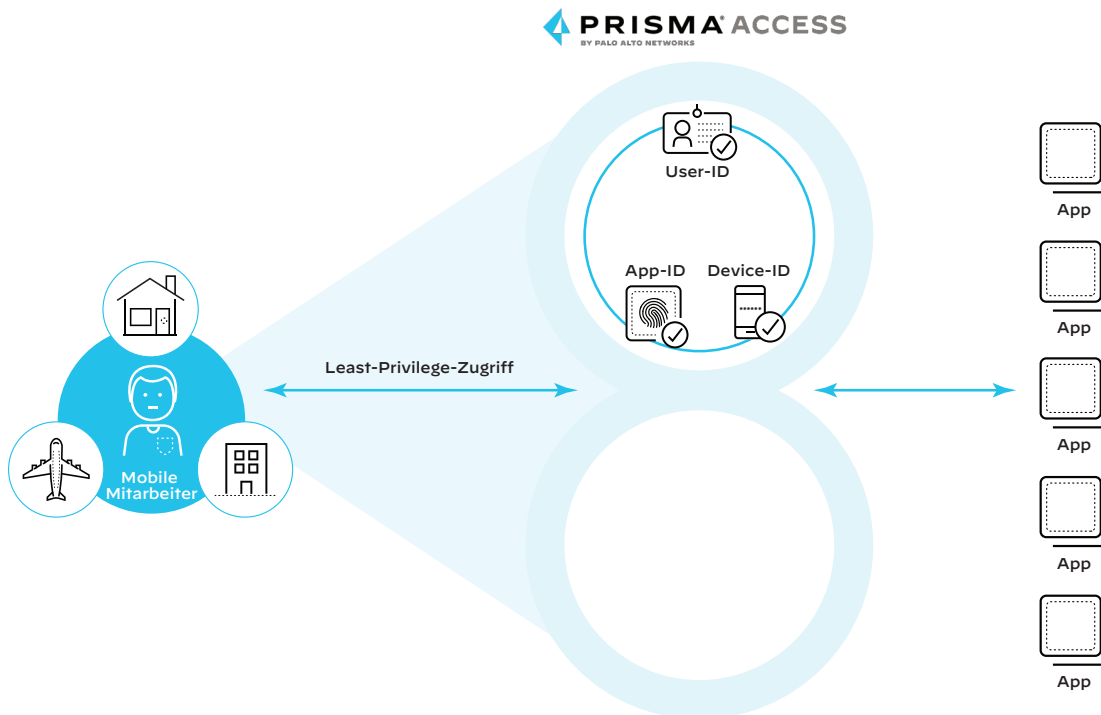 PRISMA® ACCESS
BY PALO ALTO NETWORKS
User-ID
App-ID
Device-ID
Least-Privilege-Zugriff
Mobile
Mitarbeiter
App
App
App
App
App